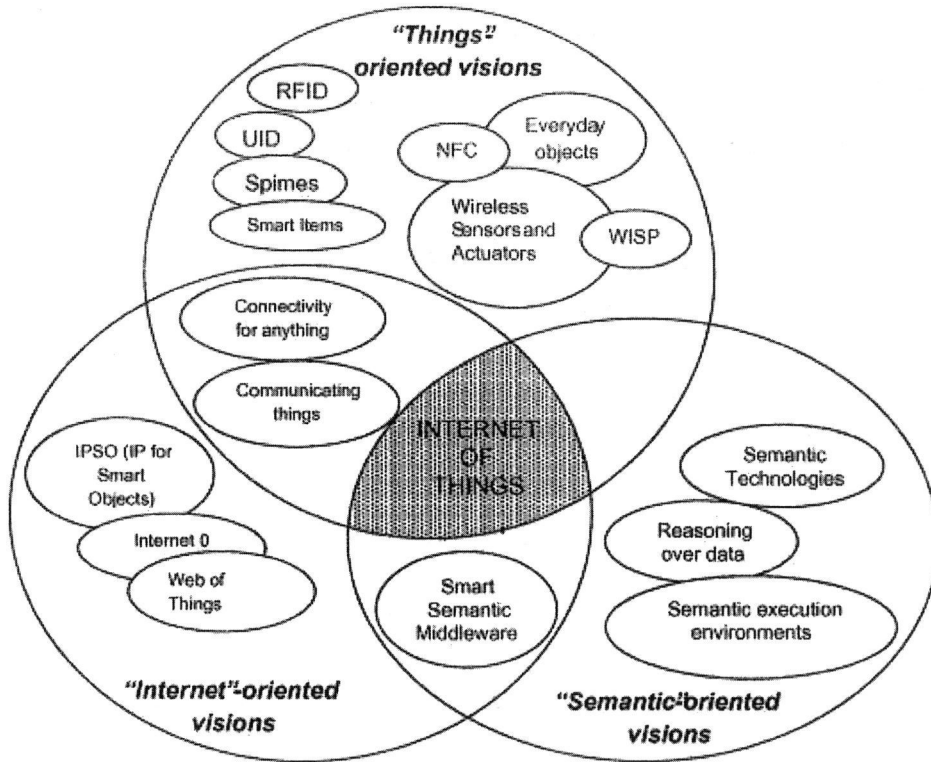 “Things”-
oriented visions
RFID
UID
Spimes
Smart Items
Everyday
objects
NFC
Wireless
Sensors and
Actuators
WISP
Connectivity
for anything
Communicating
things
INTERNET
OF
THINGS
IPSO (IP for
Smart
Objects)
Internet 0
Web of
Things
Semantic
Technologies
Reasoning
over data
Semantic execution
environments
Smart
Semantic
Middleware
“Internet”-oriented
visions
“Semantic”-oriented
visions